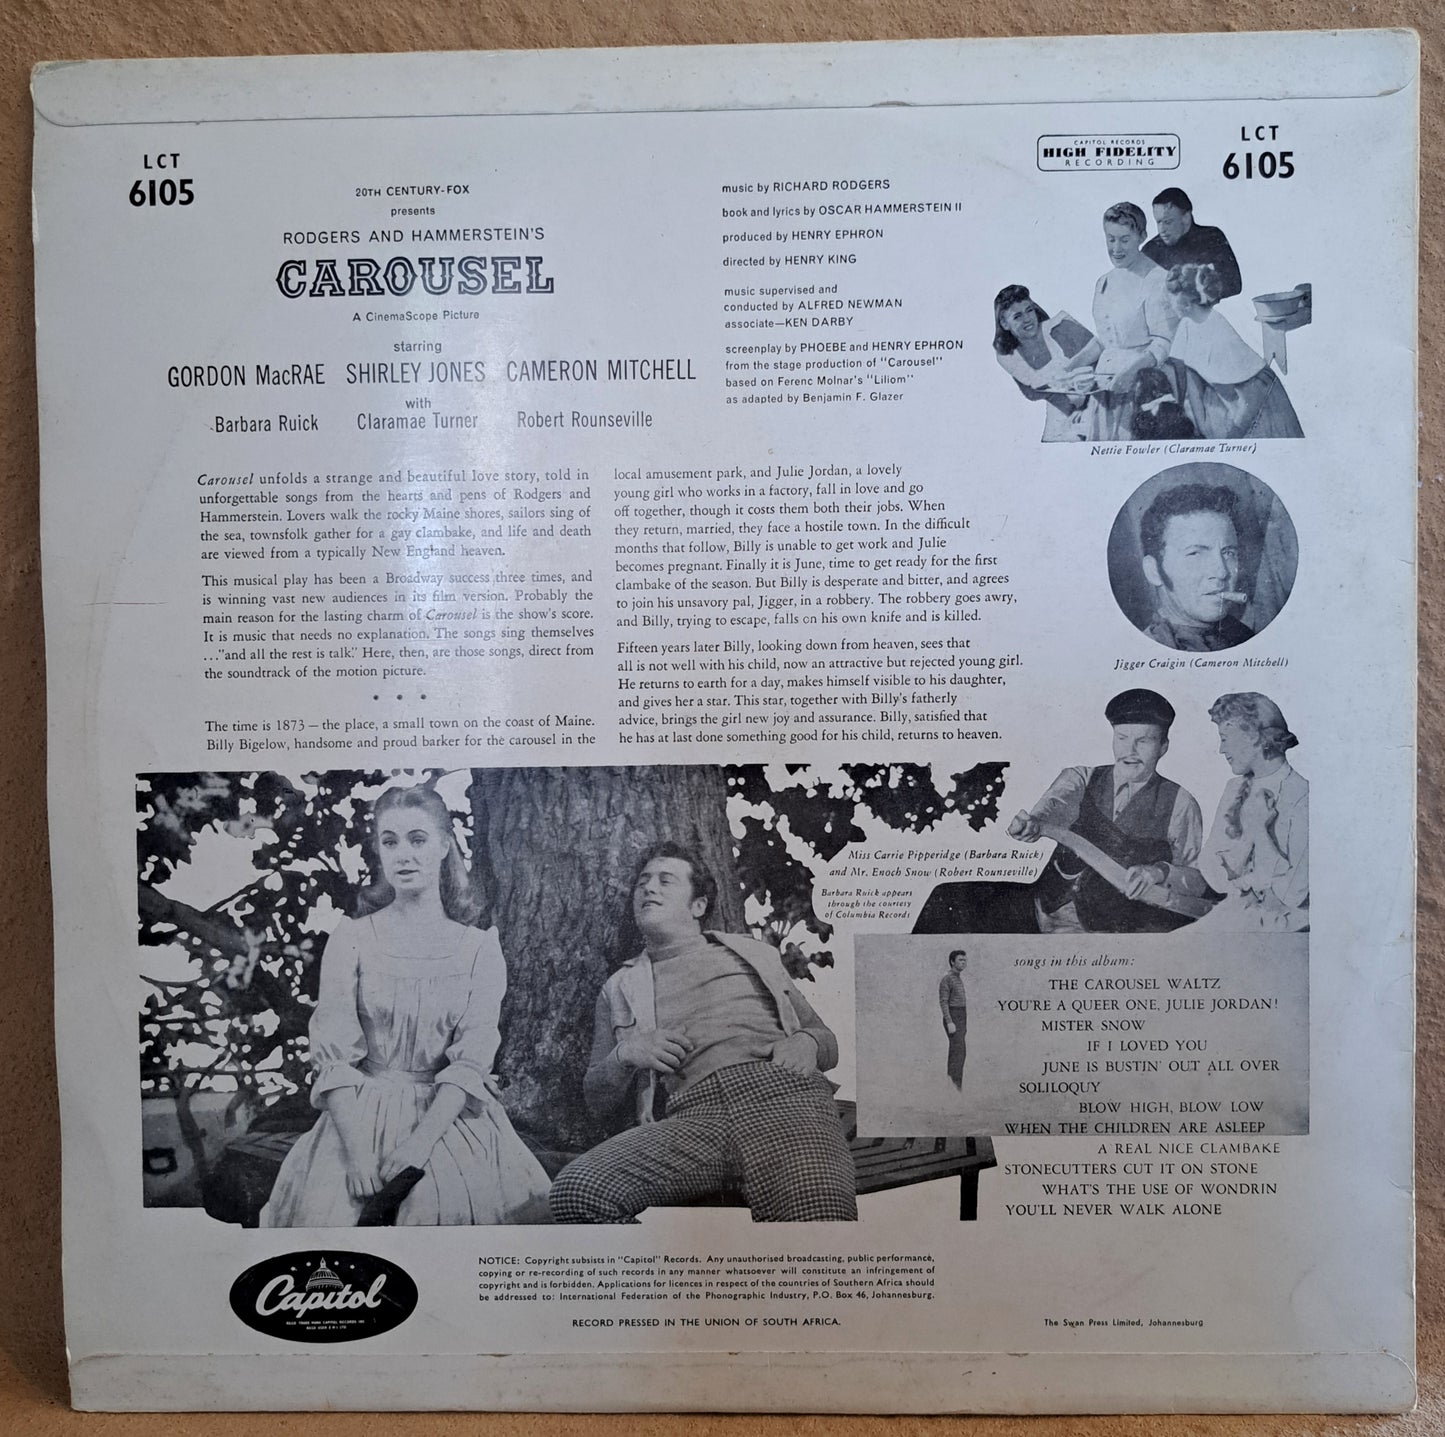 LCT
6105
CAPITOL RECORDS
HIGH FIDELITY
RECORDING
LCT
6105
20TH CENTURY-FOX
presents
RODGERS AND HAMMERSTEIN'S
CAROUSEL
A CinemaScope Picture
starring
GORDON MacRAE SHIRLEY JONES CAMERON MITCHELL
with
Barbara Ruick Claramae Turner Robert Rounseville
music by RICHARD RODGERS
book and lyrics by OSCAR HAMMERSTEIN II
produced by HENRY EPHRON
directed by HENRY KING
music supervised and
conducted by ALFRED NEWMAN
associate—KEN DARBY
screenplay by PHOEBE and HENRY EPHRON
from the stage production of "Carousel"
based on Ferenc Molnar's "Liliom"
as adapted by Benjamin F. Glazer
Nettie Fowler (Claramae Turner)
Carousel unfolds a strange and beautiful love story, told in
unforgettable songs from the hearts and pens of Rodgers and
Hammerstein. Lovers walk the rocky Maine shores, sailors sing of
the sea, townsfolk gather for a gay clambake, and life and death
are viewed from a typically New England heaven.
This musical play has been a Broadway success three times, and
is winning vast new audiences in its film version. Probably the
main reason for the lasting charm of Carousel is the show's score.
It is music that needs no explanation. The songs sing themselves
..."and all the rest is talk." Here, then, are those songs, direct from
the soundtrack of the motion picture.
* * *
The time is 1873 — the place, a small town on the coast of Maine.
Billy Bigelow, handsome and proud barker for the carousel in the
local amusement park, and Julie Jordan, a lovely
young girl who works in a factory, fall in love and go
off together, though it costs them both their jobs. When
they return, married, they face a hostile town. In the difficult
months that follow, Billy is unable to get work and Julie
becomes pregnant. Finally it is June, time to get ready for the first
clambake of the season. But Billy is desperate and bitter, and agrees
to join his unsavory pal, Jigger, in a robbery. The robbery goes awry,
and Billy, trying to escape, falls on his own knife and is killed.
Fifteen years later Billy, looking down from heaven, sees that
all is not well with his child, now an attractive but rejected young girl.
He returns to earth for a day, makes himself visible to his daughter,
and gives her a star. This star, together with Billy's fatherly
advice, brings the girl new joy and assurance. Billy, satisfied that
he has at last done something good for his child, returns to heaven.
Jigger Craigin (Cameron Mitchell)
Miss Carrie Pipperidge (Barbara Ruick)
and Mr. Enoch Snow (Robert Rounseville)
Barbara Ruick appears
through the courtesy
of Columbia Records
songs in this album:
THE CAROUSEL WALTZ
YOU'RE A QUEER ONE, JULIE JORDAN!
MISTER SNOW
IF I LOVED YOU
JUNE IS BUSTIN' OUT ALL OVER
SOLILOQUY
BLOW HIGH, BLOW LOW
WHEN THE CHILDREN ARE ASLEEP
A REAL NICE CLAMBAKE
STONECUTTERS CUT IT ON STONE
WHAT'S THE USE OF WONDRIN
YOU'LL NEVER WALK ALONE
Capitol
NOTICE: Copyright subsists in "Capitol" Records. Any unauthorised broadcasting, public performance,
copying or re-recording of such records in any manner whatsoever will constitute an infringement of
copyright and is forbidden. Applications for licences in respect of the countries of Southern Africa should
be addressed to: International Federation of the Phonographic Industry, P.O. Box 46, Johannesburg.
RECORD PRESSED IN THE UNION OF SOUTH AFRICA.
The Swan Press Limited, Johannesburg